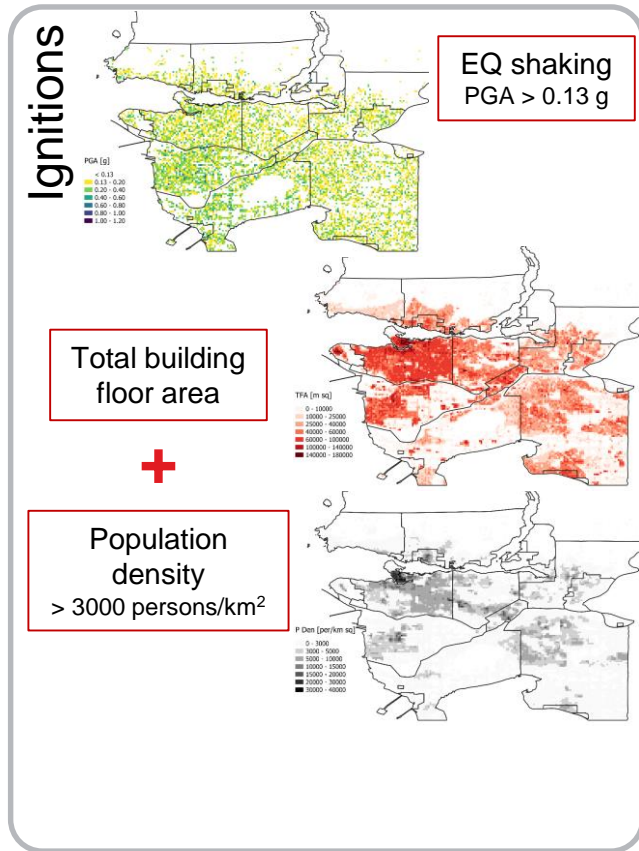 Ignitions
EQ shaking
PGA > 0.13 g
PGA [g]
< 0.13
0.13 - 0.20
0.20 - 0.40
0.40 - 0.60
0.60 - 0.80
0.80 - 1.00
1.00 - 1.20
Total building
floor area
TFA [m sq]
0 - 10000
10000 - 25000
25000 - 40000
40000 - 60000
60000 - 100000
100000 - 140000
140000 - 180000
+
Population
density
> 3000 persons/km²
P Den [per/km sq]
0 - 3000
3000 - 5000
5000 - 10000
10000 - 15000
15000 - 20000
20000 - 30000
30000 - 40000